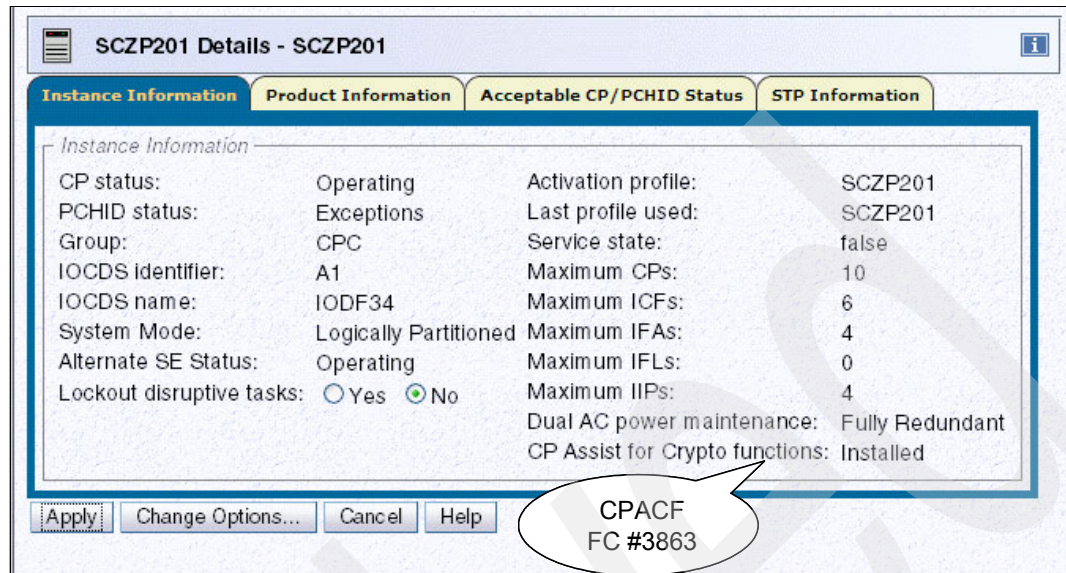 SCZP201 Details - SCZP201
Instance Information Product Information Acceptable CP/PCHID Status STP Information
Instance Information
CP status: Operating Activation profile: SCZP201
PCHID status: Exceptions Last profile used: SCZP201
Group: CPC Service state: false
IOCDS identifier: A1 Maximum CPs: 10
IOCDS name: IODF34 Maximum ICFs: 6
System Mode: Logically Partitioned Maximum IFAs: 4
Alternate SE Status: Operating Maximum IFLs: 0
Lockout disruptive tasks: Yes No Maximum IIPs: 4
Dual AC power maintenance: Fully Redundant
CP Assist for Crypto functions: Installed
Apply Change Options... Cancel Help
CPACF
FC #3863